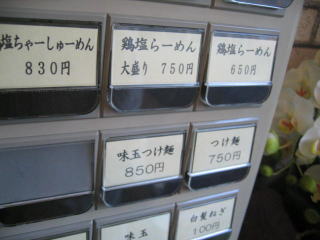 塩ちゃーしゅーめん
830円
鶏塩らーめん
大盛り 750円
鶏塩らーめん
650円
味玉つけ麺
850円
つけ麺
750円
味玉
白髪ねぎ
100円